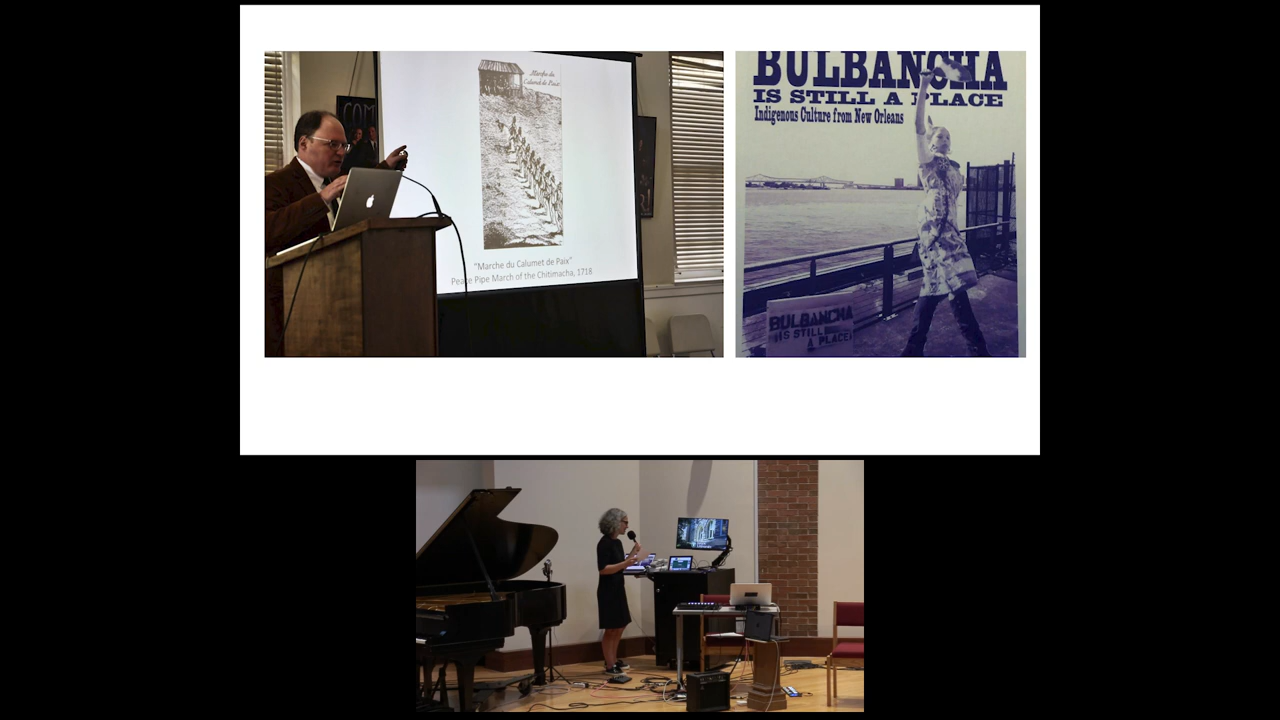 COM
Marche du
Calumet de Paix
"Marche du Calumet de Paix"
Peace Pipe March of the Chitimacha, 1718
BULBANCHA
IS STILL A PLACE
Indigenous Culture from New Orleans
BULBANCHA
IS STILL
A PLACE